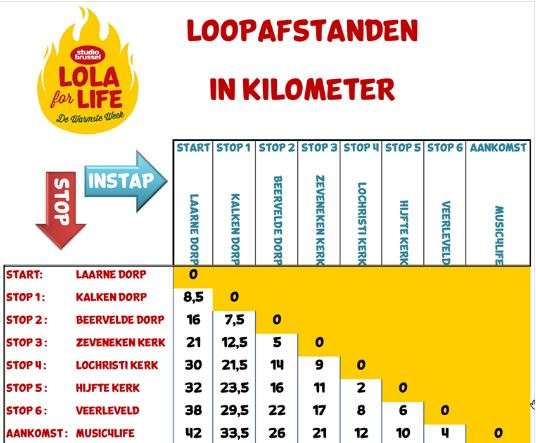 LOOPAFSTANDEN
IN KILOMETER
studio
brussel
LOLA
for LIFE
De Warmste Week
START STOP 1 STOP 2 STOP 3 STOP 4 STOP 5 STOP 6 AANKOMST
INSTAP
STOP
LAARNE DORP
KALKEN DORP
BEERVELDE DORP
ZEVENEKEN KERK
LOCHRISTI KERK
HIJFTE KERK
VEERLEVELD
MUSIC4LIFE
START: LAARNE DORP 0
STOP 1: KALKEN DORP 8,5 0
STOP 2: BEERVELDE DORP 16 7,5 0
STOP 3: ZEVENEKEN KERK 21 12,5 5 0
STOP 4: LOCHRISTI KERK 30 21,5 14 9 0
STOP 5: HIJFTE KERK 32 23,5 16 11 2 0
STOP 6: VEERLEVELD 38 29,5 22 17 8 6 0
AANKOMST: MUSIC4LIFE 42 33,5 26 21 12 10 4 0